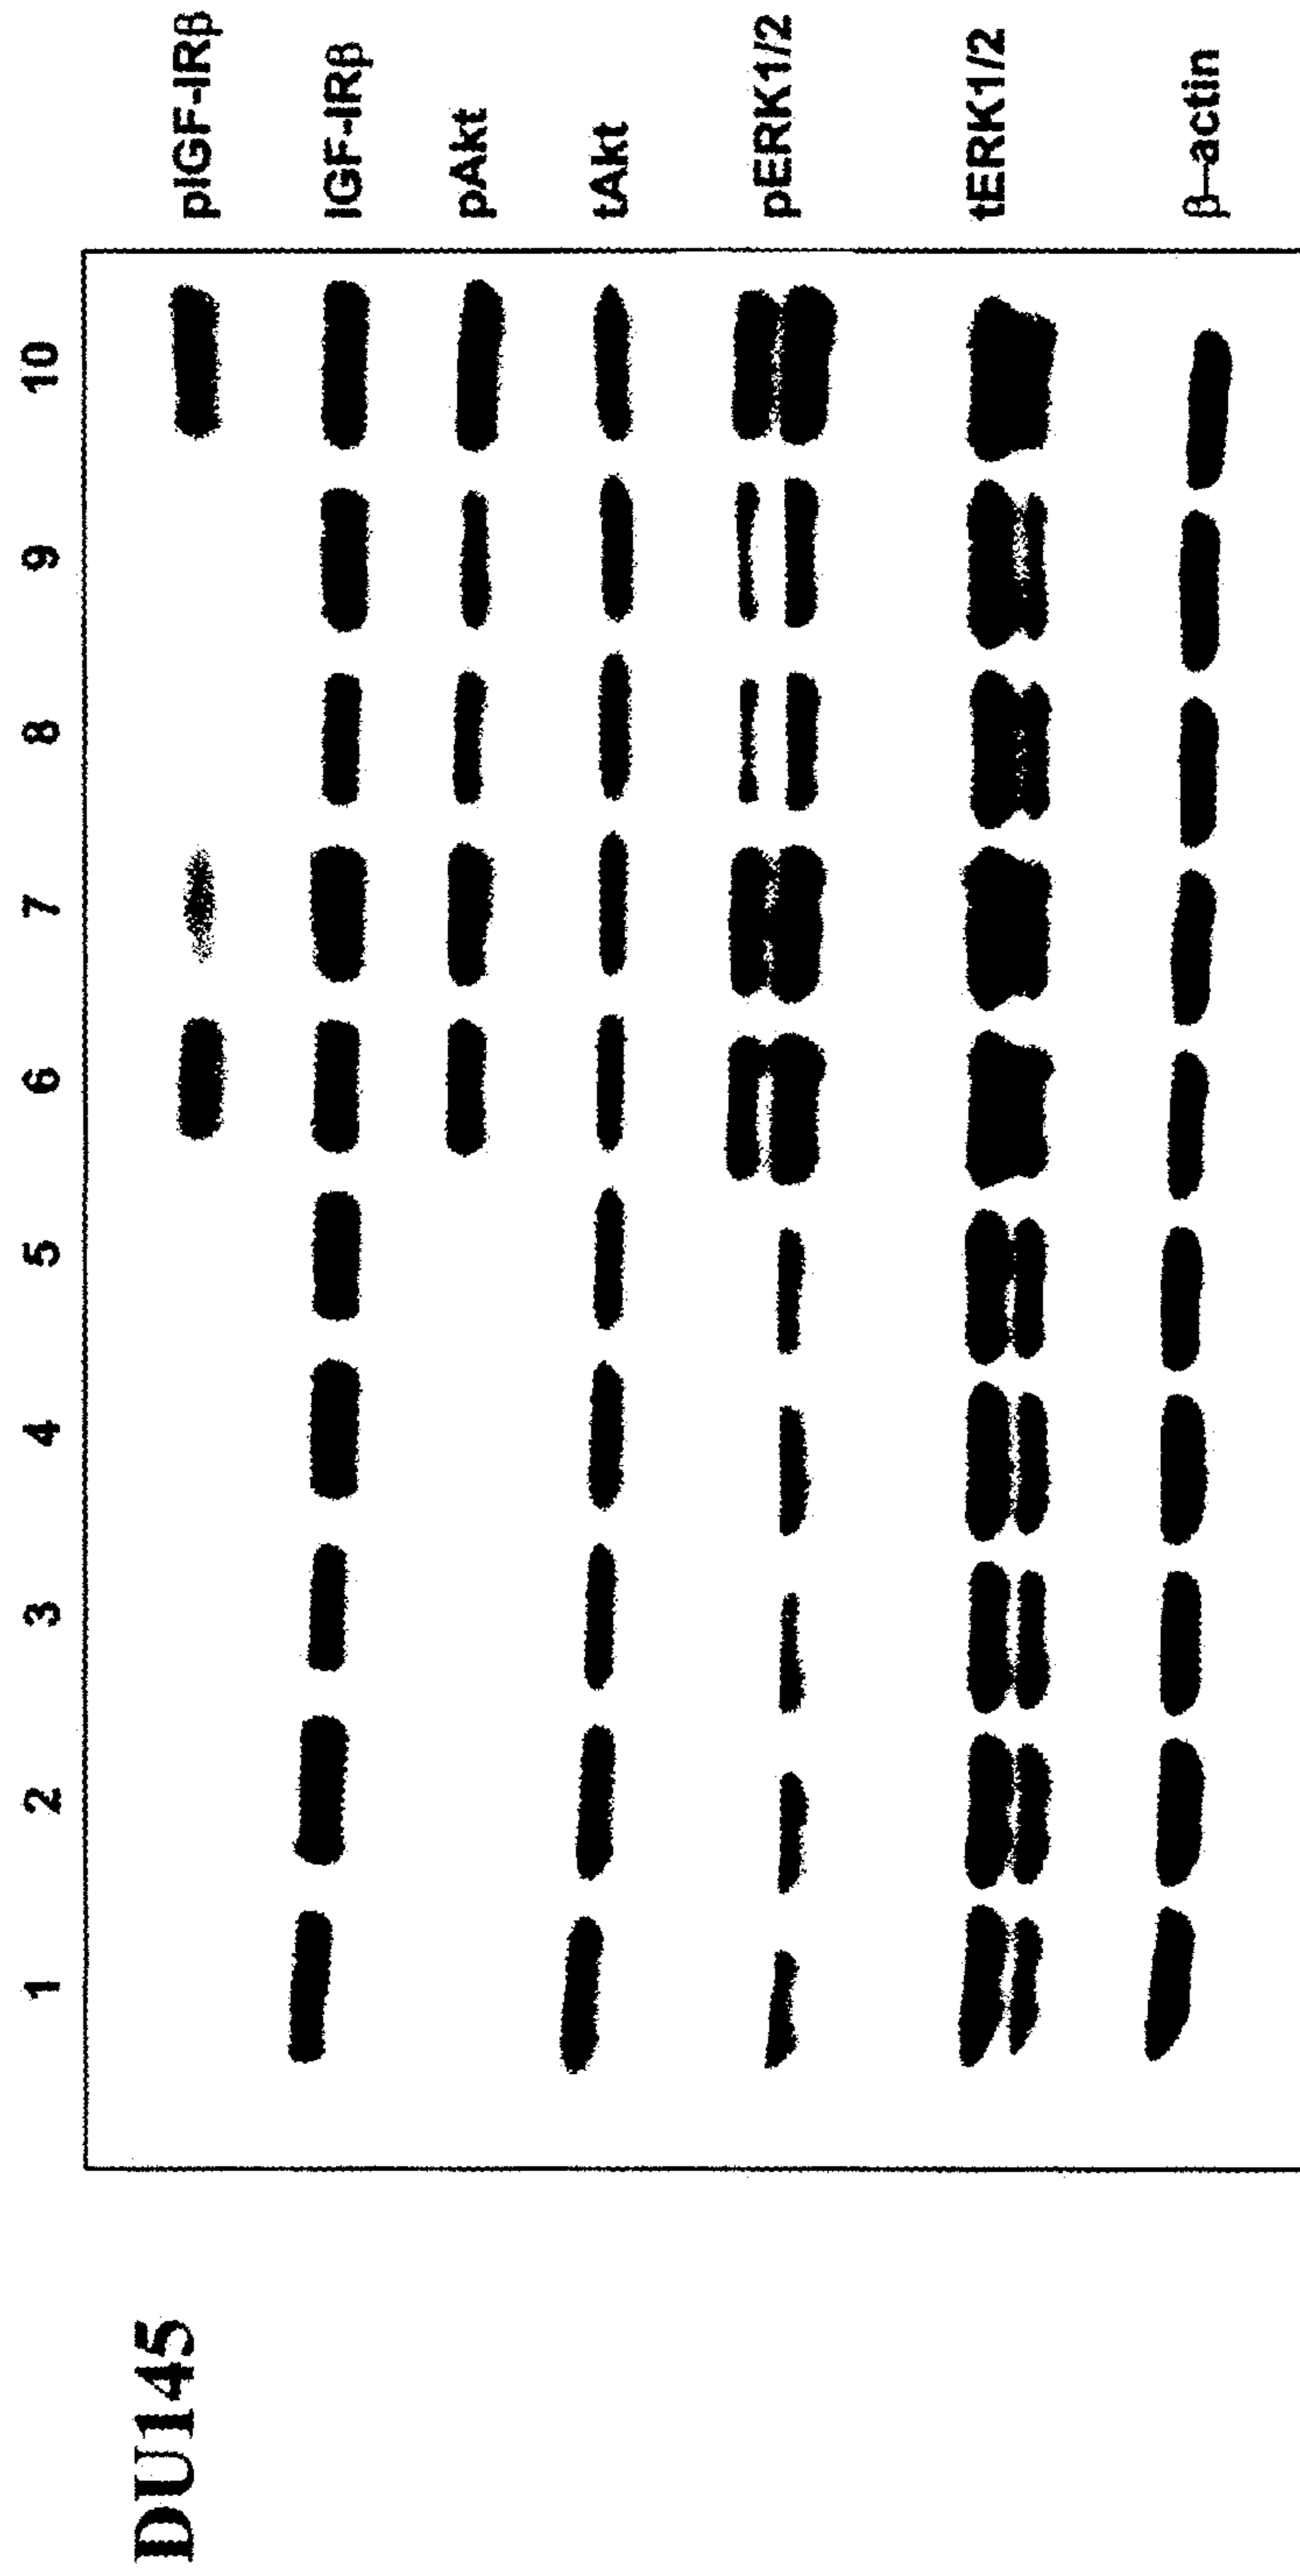 DU145
1 2 3 4 5 6 7 8 9 10
pIGF-IRβ
IGF-IRβ
pAkt
tAkt
pERK1/2
tERK1/2
β-actin